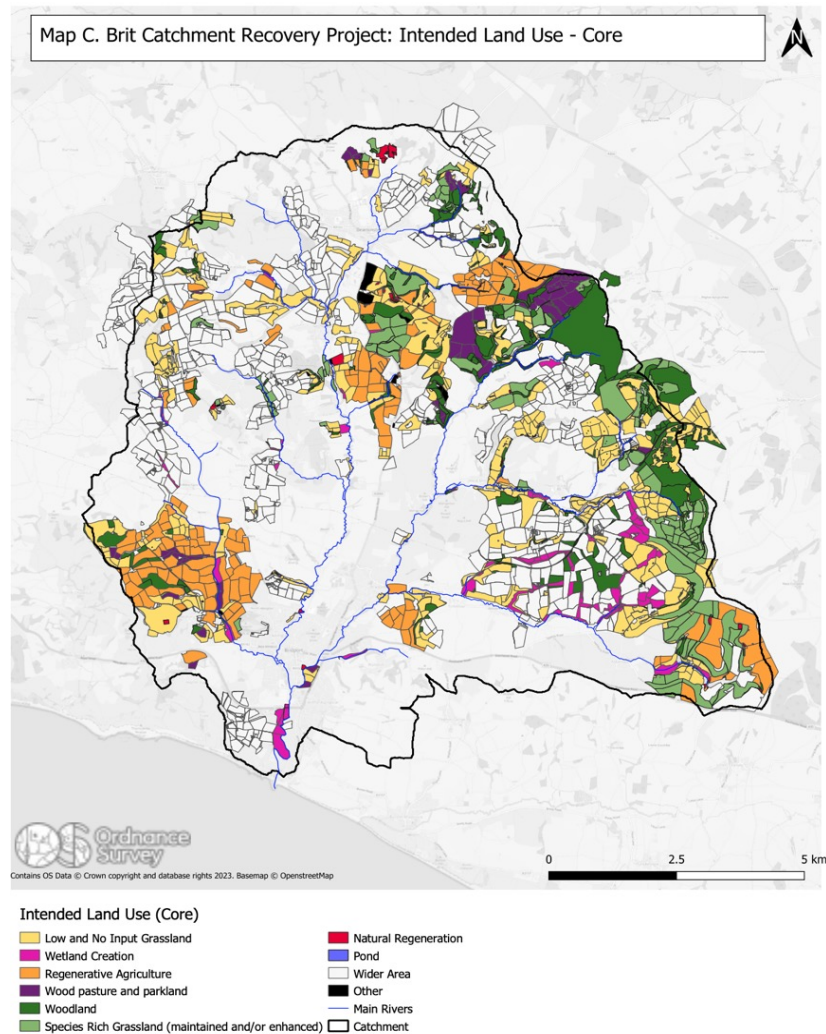 Map C. Brit Catchment Recovery Project: Intended Land Use - Core
N
Ordnance
Survey
Contains OS Data © Crown copyright and database rights 2023. Basemap © OpenstreetMap
0 2.5 5 km
Intended Land Use (Core)
Low and No Input Grassland
Wetland Creation
Regenerative Agriculture
Wood pasture and parkland
Woodland
Species Rich Grassland (maintained and/or enhanced)
Natural Regeneration
Pond
Wider Area
Other
Main Rivers
Catchment